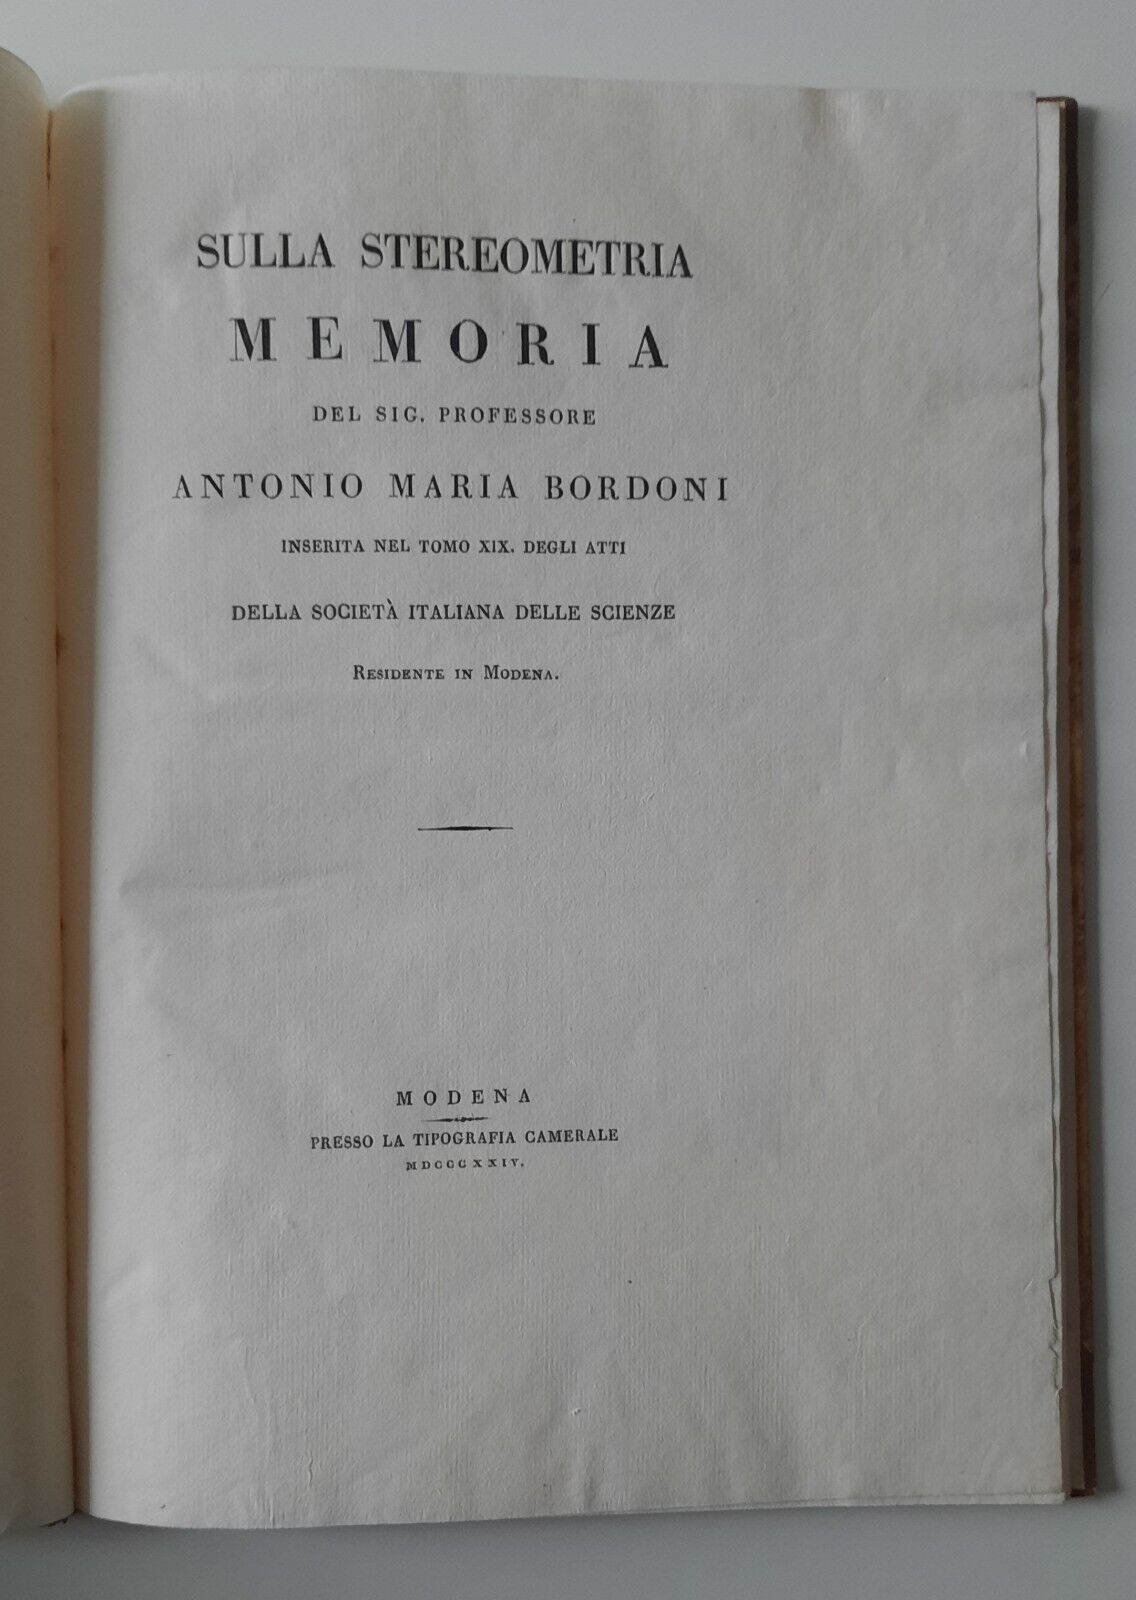 SULLA STEREOMETRIA
MEMORIA
DEL SIG. PROFESSORE
ANTONIO MARIA BORDONI
INSERITA NEL TOMO XIX. DEGLI ATTI
DELLA SOCIETÀ ITALIANA DELLE SCIENZE
RESIDENTE IN MODENA.
MODENA
PRESSO LA TIPOGRAFIA CAMERALE
MDCCCXXIV.